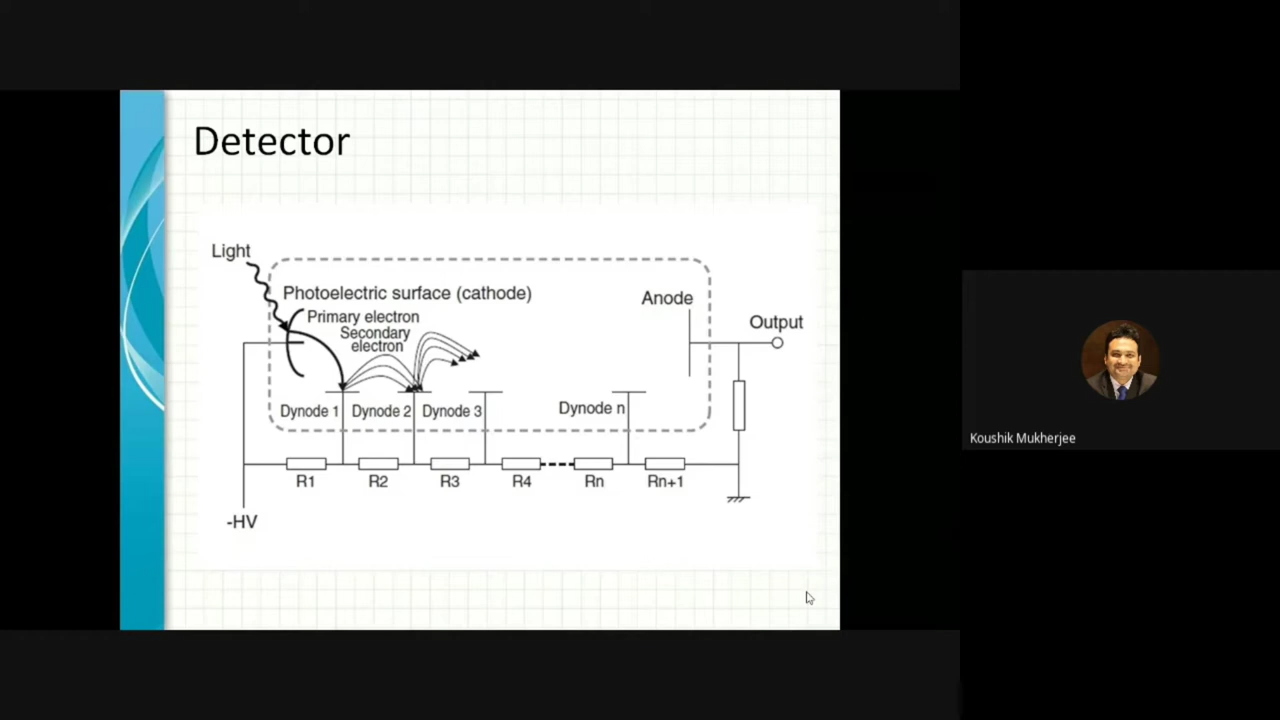 Detector
Light
Photoelectric surface (cathode)
Primary electron
Secondary
electron
Anode
Output
Dynode 1
Dynode 2
Dynode 3
Dynode n
R1
R2
R3
R4
Rn
Rn+1
-HV
Koushik Mukherjee